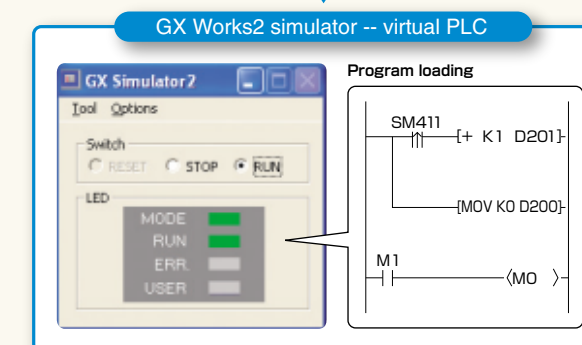 GX Works2 simulator -- virtual PLC
GX Simulator2
Tool Options
Switch
RESET STOP RUN
LED
MODE
RUN
ERR.
USER
Program loading
SM411
[+ K1 D201]
[MOV K0 D200]
M1
(M0 )